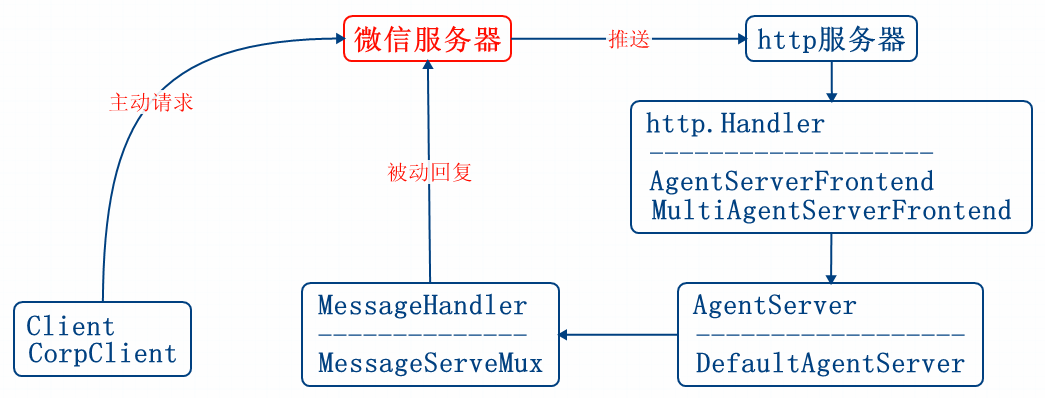 微信服务器
推送
http服务器
主动请求
http.Handler
-------------------
AgentServerFrontend
MultiAgentServerFrontend
被动回复
Client
CorpClient
MessageHandler
--------------
MessageServeMux
AgentServer
------------------
DefaultAgentServer